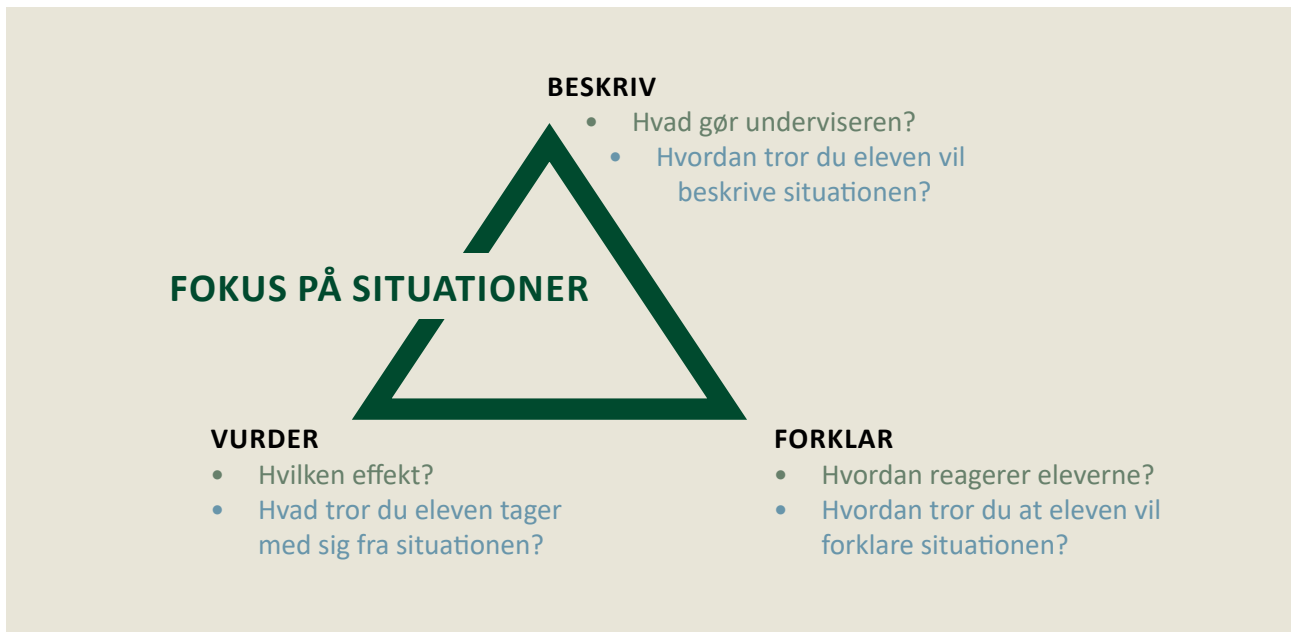 BESKRIV
• Hvad gør underviseren?
• Hvordan tror du eleven vil
beskrive situationen?
FOKUS PÅ SITUATIONER
VURDER
• Hvilken effekt?
• Hvad tror du eleven tager
med sig fra situationen?
FORKLAR
• Hvordan reagerer eleverne?
• Hvordan tror du at eleven vil
forklare situationen?